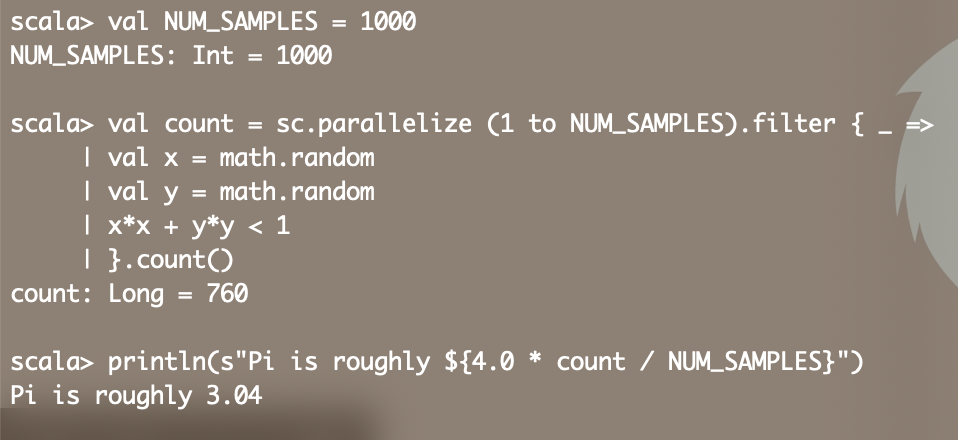 scala> val NUM_SAMPLES = 1000
NUM_SAMPLES: Int = 1000
scala> val count = sc.parallelize (1 to NUM_SAMPLES).filter { _ =>
| val x = math.random
| val y = math.random
| x*x + y*y < 1
| }.count()
count: Long = 760
scala> println(s"Pi is roughly ${4.0 * count / NUM_SAMPLES}")
Pi is roughly 3.04